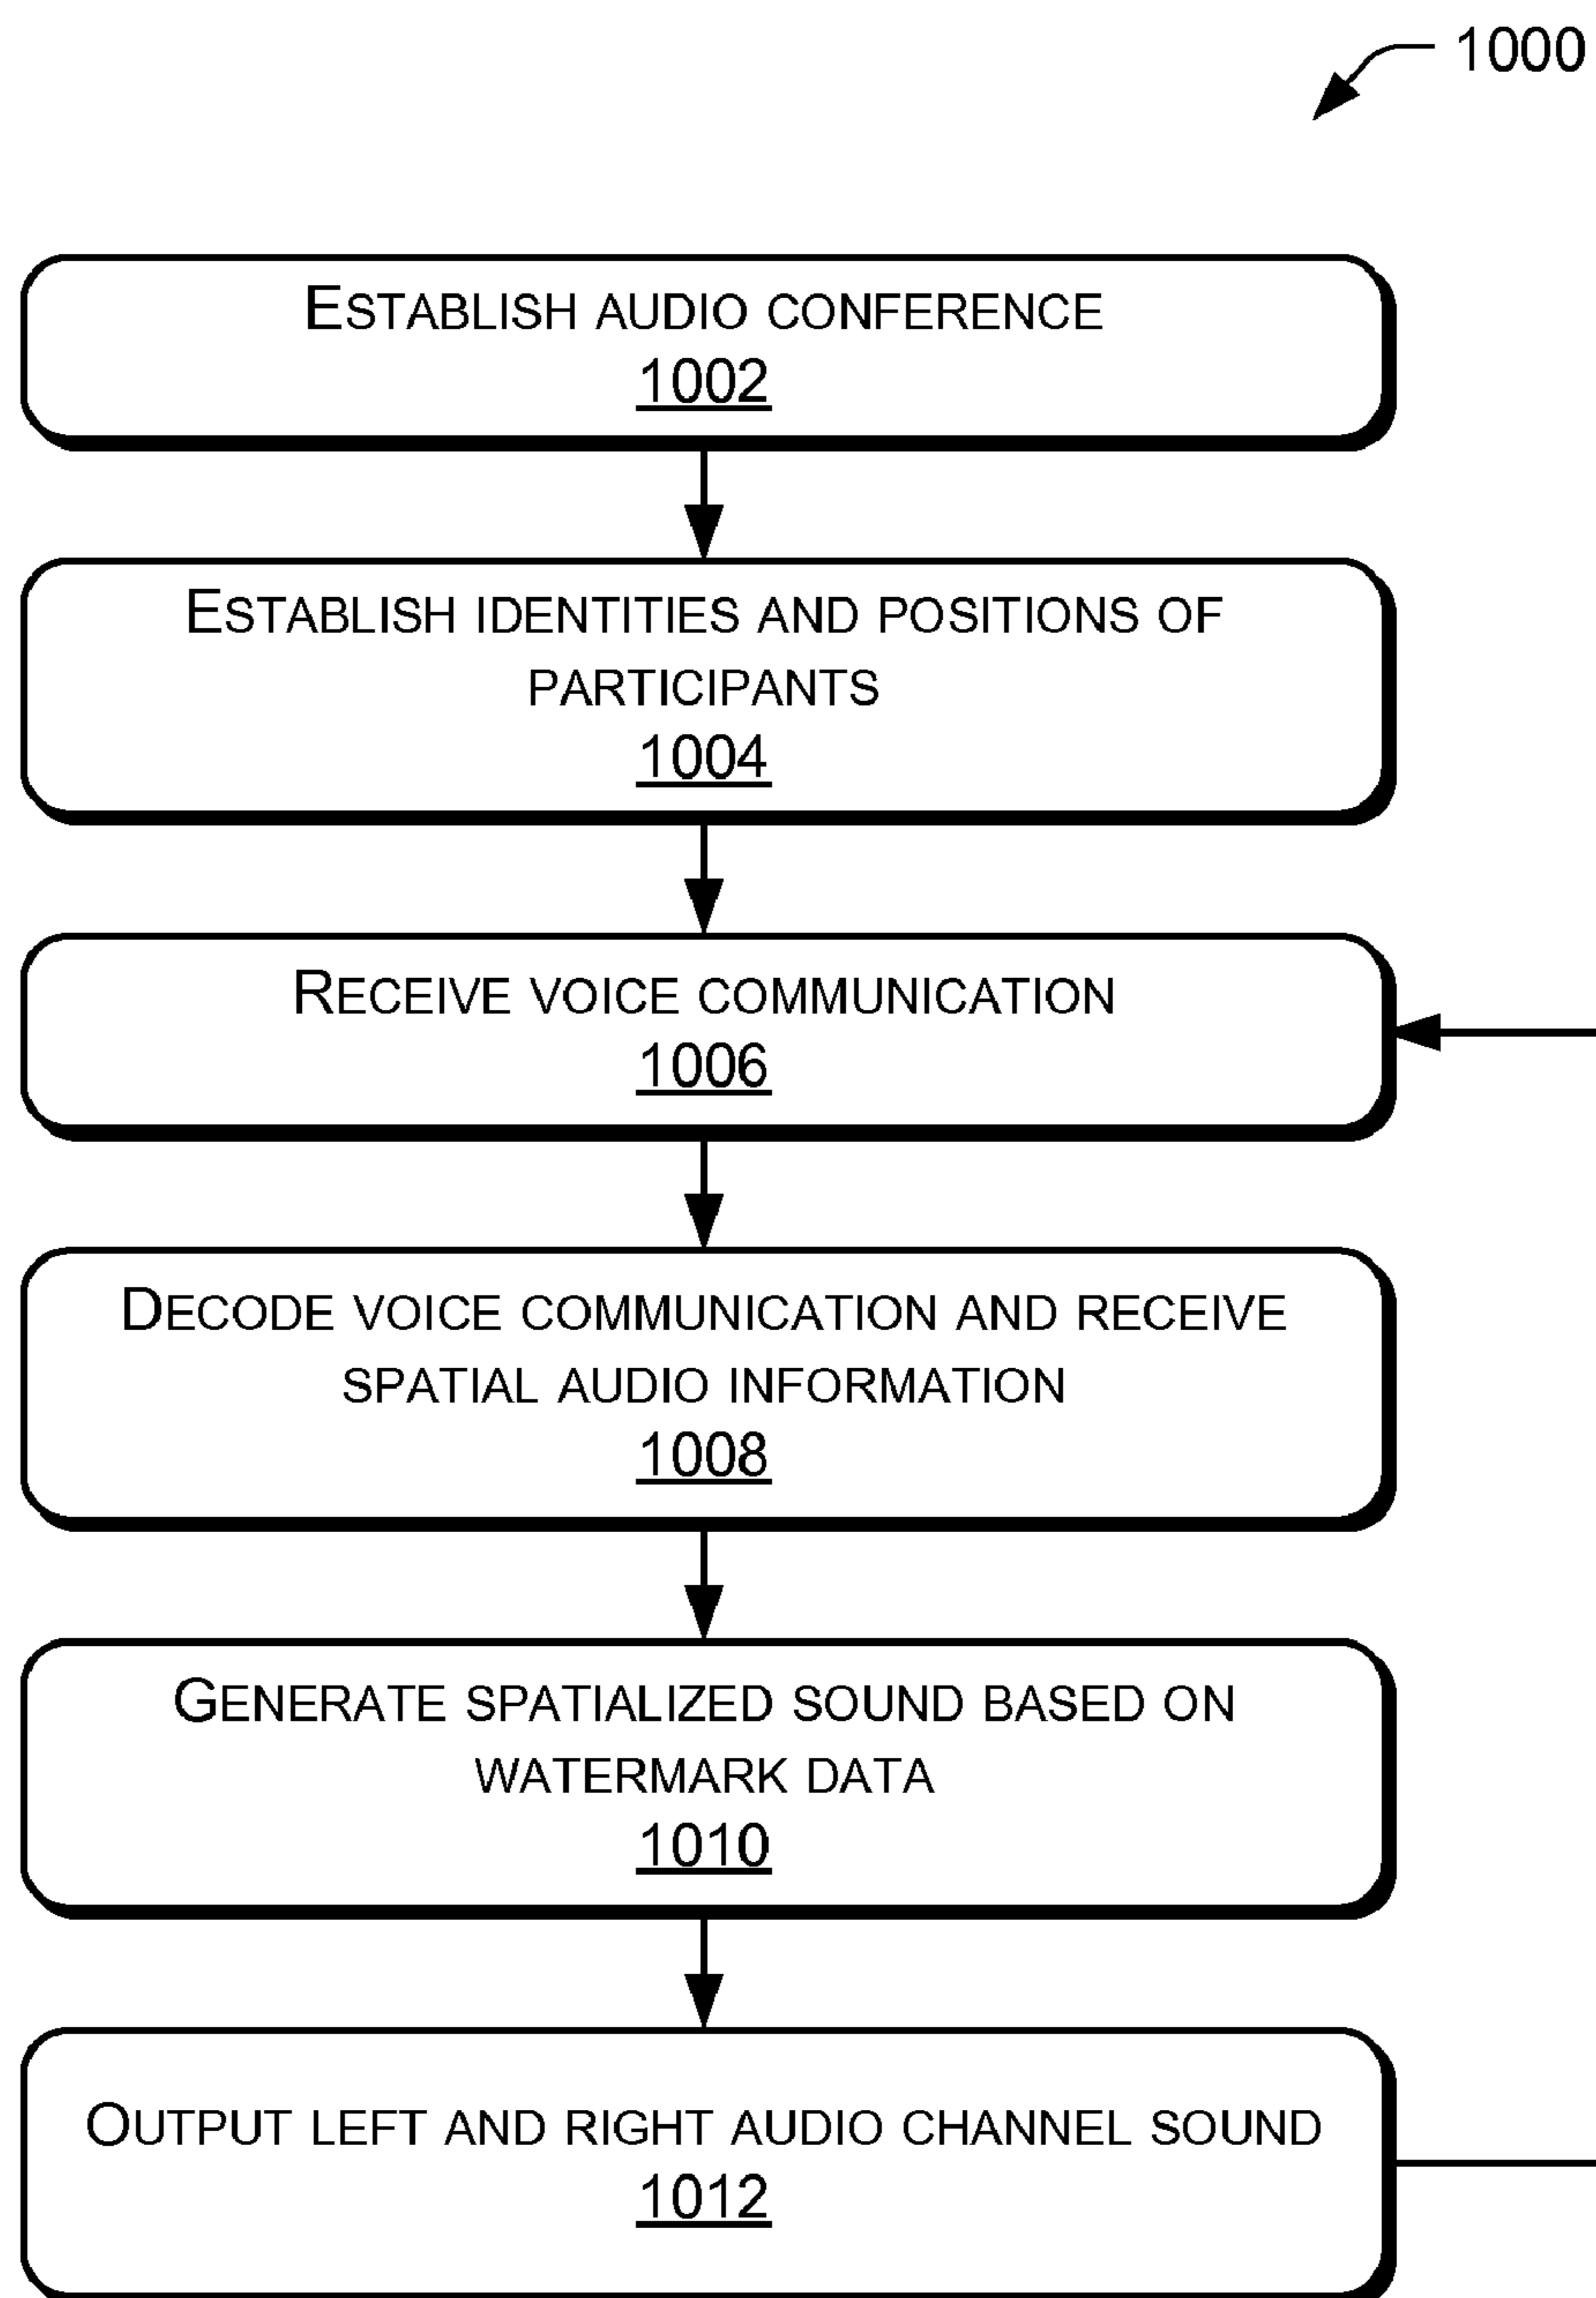 1000
ESTABLISH AUDIO CONFERENCE
1002
ESTABLISH IDENTITIES AND POSITIONS OF
PARTICIPANTS
1004
RECEIVE VOICE COMMUNICATION
1006
DECODE VOICE COMMUNICATION AND RECEIVE
SPATIAL AUDIO INFORMATION
1008
GENERATE SPATIALIZED SOUND BASED ON
WATERMARK DATA
1010
OUTPUT LEFT AND RIGHT AUDIO CHANNEL SOUND
1012